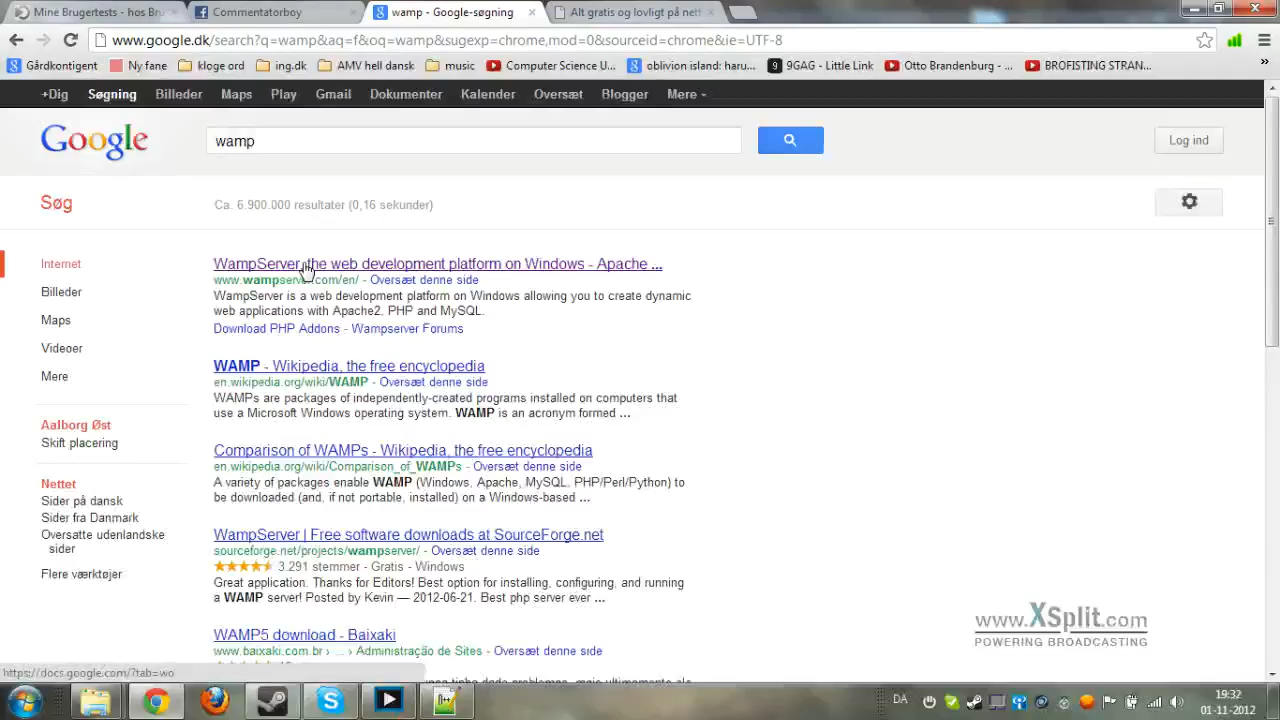 Mine Brugertests - hos Bru
Commentatorboy
wamp - Google-søgning
Alt gratis og lovligt på nett
www.google.dk/search?q=wamp&aq=f&oq=wamp&sugexp=chrome,mod=0&sourceid=chrome&ie=UTF-8
Gårdkontigent
Ny fane
kloge ord
ing.dk
AMV hell dansk
music
Computer Science U...
oblivion island: haru...
9GAG - Little Link
Otto Brandenburg - ...
BROFISTING STRAN...
+Dig Søgning Billeder Maps Play Gmail Dokumenter Kalender Oversæt Blogger Mere
Google
wamp
Log ind
Søg
Ca. 6.900.000 resultater (0,16 sekunder)
Internet
Billeder
Maps
Videoer
Mere
Aalborg Øst
Skift placering
Nettet
Sider på dansk
Sider fra Danmark
Oversatte udenlandske
sider
Flere værktøjer
WampServer, the web development platform on Windows - Apache ...
www.wampserver.com/en/ - Oversæt denne side
WampServer is a web development platform on Windows allowing you to create dynamic
web applications with Apache2, PHP and MySQL.
Download PHP Addons - Wampserver Forums
WAMP - Wikipedia, the free encyclopedia
en.wikipedia.org/wiki/WAMP - Oversæt denne side
WAMPs are packages of independently-created programs installed on computers that
use a Microsoft Windows operating system. WAMP is an acronym formed ...
Comparison of WAMPs - Wikipedia, the free encyclopedia
en.wikipedia.org/wiki/Comparison_of_WAMPs - Oversæt denne side
A variety of packages enable WAMP (Windows, Apache, MySQL, PHP/Perl/Python) to
be downloaded (and, if not portable, installed) on a Windows-based ...
WampServer | Free software downloads at SourceForge.net
sourceforge.net/projects/wampserver/ - Oversæt denne side
3.291 stemmer - Gratis - Windows
Great application. Thanks for Editors! Best option for installing, configuring, and running
a WAMP server! Posted by Kevin — 2012-06-21. Best php server ever ...
WAMP5 download - Baixaki
www.baixaki.com.br › ... › Administração de Sites - Oversæt denne side
www.XSplit.com
POWERING BROADCASTING
https://docs.google.com/?tab=wo
DA
19:32
01-11-2012